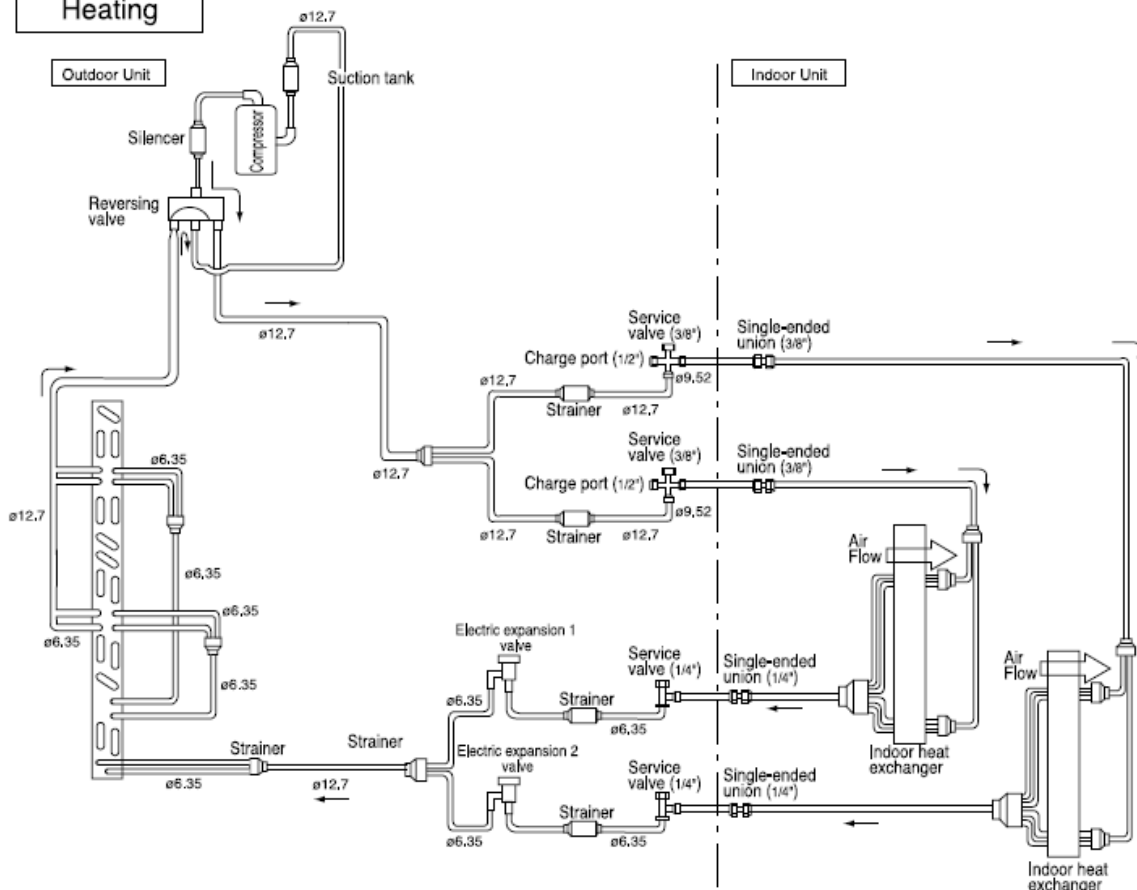 Heating
ø12.7
Outdoor Unit
Indoor Unit
Suction tank
Compressor
Silencer
Reversing
valve
ø12.7
Service
valve (3/8")
Single-ended
union (3/8")
Charge port (1/2")
ø12.7
ø9.52
Strainer
ø12.7
Service
valve (3/8")
Single-ended
union (3/8")
ø6.35
ø12.7
Charge port (1/2")
ø12.7
ø9.52
ø12.7
Strainer
ø12.7
Air
Flow
ø6.35
ø6.35
ø6.35
Electric expansion 1
valve
Service
valve (1/4")
Single-ended
union (1/4")
Air
Flow
ø6.35
ø6.35
Strainer
ø6.35
Strainer
Strainer
Electric expansion 2
valve
Indoor heat
exchanger
ø6.35
ø12.7
Service
valve (1/4")
Single-ended
union (1/4")
Strainer
ø6.35
ø6.35
Indoor heat
exchanger